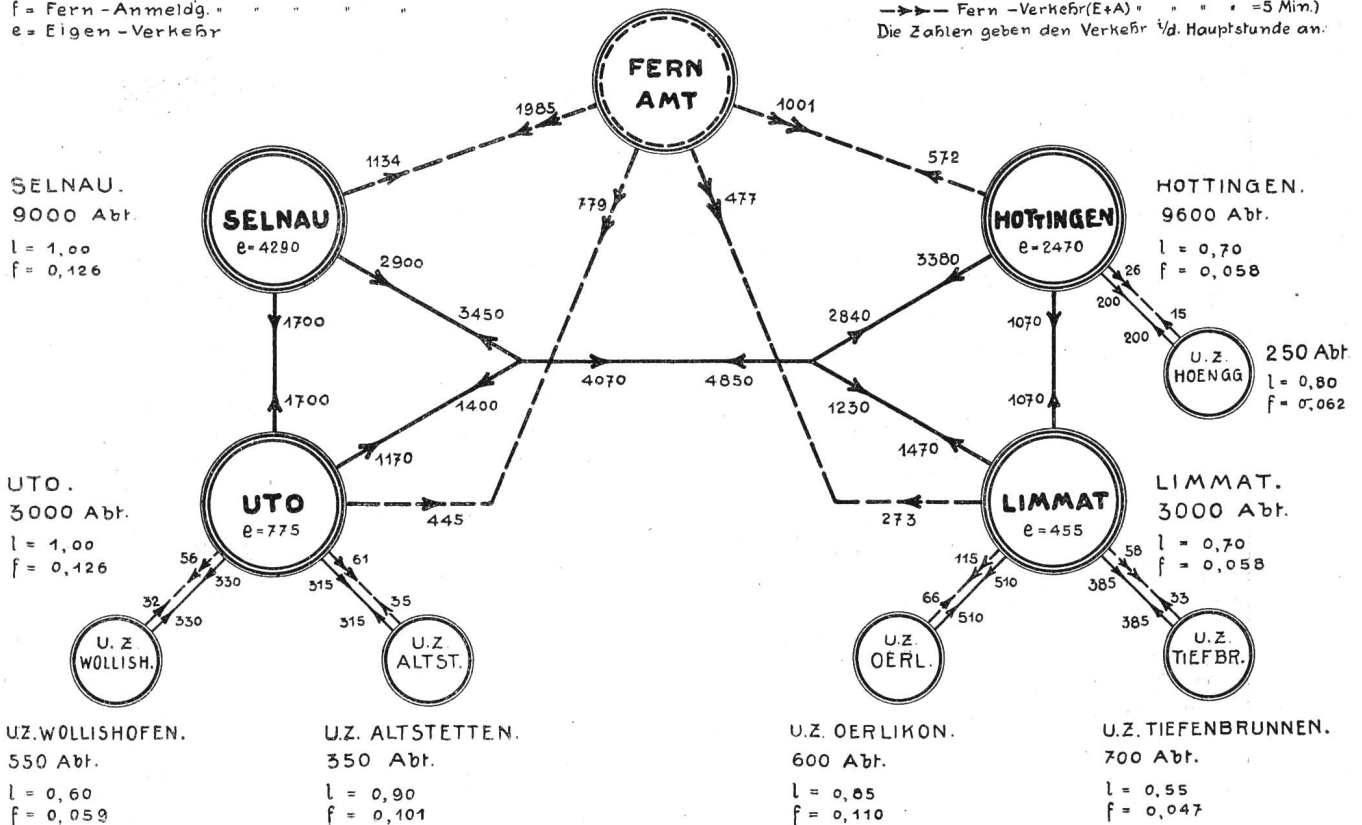 f = Fern-Anmeldg. " " " " "
e = Eigen-Verkehr
Fern-Verkehr(E+A) " " " " =5 Min.)
Die Zahlen geben den Verkehr i/d. Hauptstunde an.
FERN
AMT
1985
1001
1134
572
779
477
SELNAU.
9000 Abt.
l = 1,00
f = 0,126
SELNAU
e=4290
HOTTINGEN
e=2470
HOTTINGEN.
9600 Abt.
l = 0,70
f = 0,058
2900
3380
26
200
15
200
1700
3450
2840
1070
U.Z.
HOENGG
250 Abt.
l = 0,80
f = 0,062
4070
4850
1700
1400
1230
1070
1170
1470
UTO.
3000 Abt.
l = 1,00
f = 0,126
UTO
e=775
445
273
LIMMAT
e=455
LIMMAT.
3000 Abt.
l = 0,70
f = 0,058
56
330
32
330
61
315
35
315
115
510
66
510
58
385
33
385
U.Z.
WOLLISH.
U.Z.
ALTST.
U.Z.
OERL.
U.Z.
TIEFBR.
U.Z. WOLLISHOFEN.
550 Abt.
l = 0,60
f = 0,059
U.Z. ALTSTETTEN.
350 Abt.
l = 0,90
f = 0,101
U.Z. OERLIKON.
600 Abt.
l = 0,85
f = 0,110
U.Z. TIEFENBRUNNEN.
700 Abt.
l = 0,55
f = 0,047